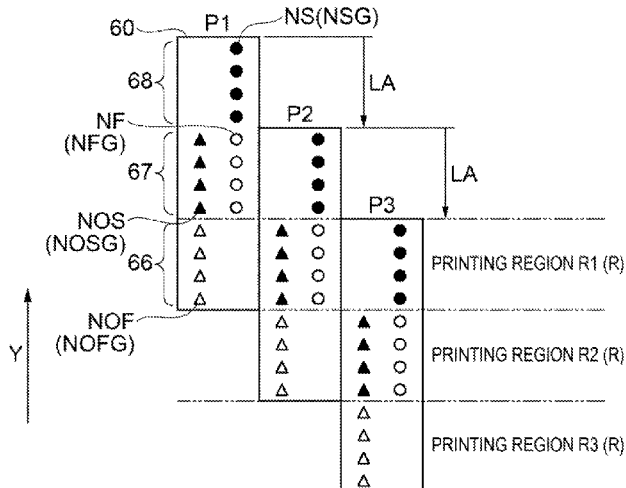 60
P1
NS(NSG)
68
LA
NF
(NFG)
P2
67
LA
NOS
(NOSG)
P3
66
PRINTING REGION R1 (R)
NOF
(NOFG)
Y
PRINTING REGION R2 (R)
PRINTING REGION R3 (R)